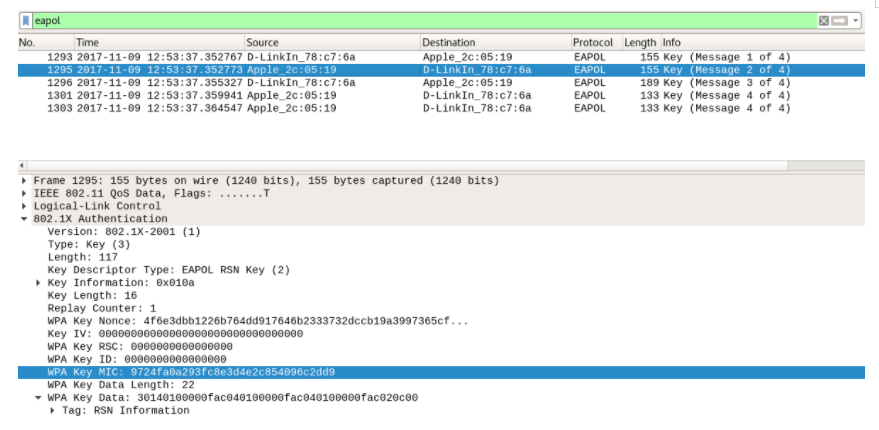 eapol
No. Time Source Destination Protocol Length Info
1293 2017-11-09 12:53:37.352767 D-LinkIn_78:c7:6a Apple_2c:05:19 EAPOL 155 Key (Message 1 of 4)
1295 2017-11-09 12:53:37.352773 Apple_2c:05:19 D-LinkIn_78:c7:6a EAPOL 155 Key (Message 2 of 4)
1296 2017-11-09 12:53:37.355327 D-LinkIn_78:c7:6a Apple_2c:05:19 EAPOL 189 Key (Message 3 of 4)
1301 2017-11-09 12:53:37.359941 Apple_2c:05:19 D-LinkIn_78:c7:6a EAPOL 133 Key (Message 4 of 4)
1303 2017-11-09 12:53:37.364547 Apple_2c:05:19 D-LinkIn_78:c7:6a EAPOL 133 Key (Message 4 of 4)
Frame 1295: 155 bytes on wire (1240 bits), 155 bytes captured (1240 bits)
IEEE 802.11 QoS Data, Flags: .......T
Logical-Link Control
802.1X Authentication
Version: 802.1X-2001 (1)
Type: Key (3)
Length: 117
Key Descriptor Type: EAPOL RSN Key (2)
Key Information: 0x010a
Key Length: 16
Replay Counter: 1
WPA Key Nonce: 4f6e3dbb1226b764dd917646b2333732dccb19a3997365cf...
Key IV: 00000000000000000000000000000000
WPA Key RSC: 0000000000000000
WPA Key ID: 0000000000000000
WPA Key MIC: 9724fa0a293fc8e3d4e2c854096c2dd9
WPA Key Data Length: 22
WPA Key Data: 30140100000fac040100000fac040100000fac020c00
Tag: RSN Information